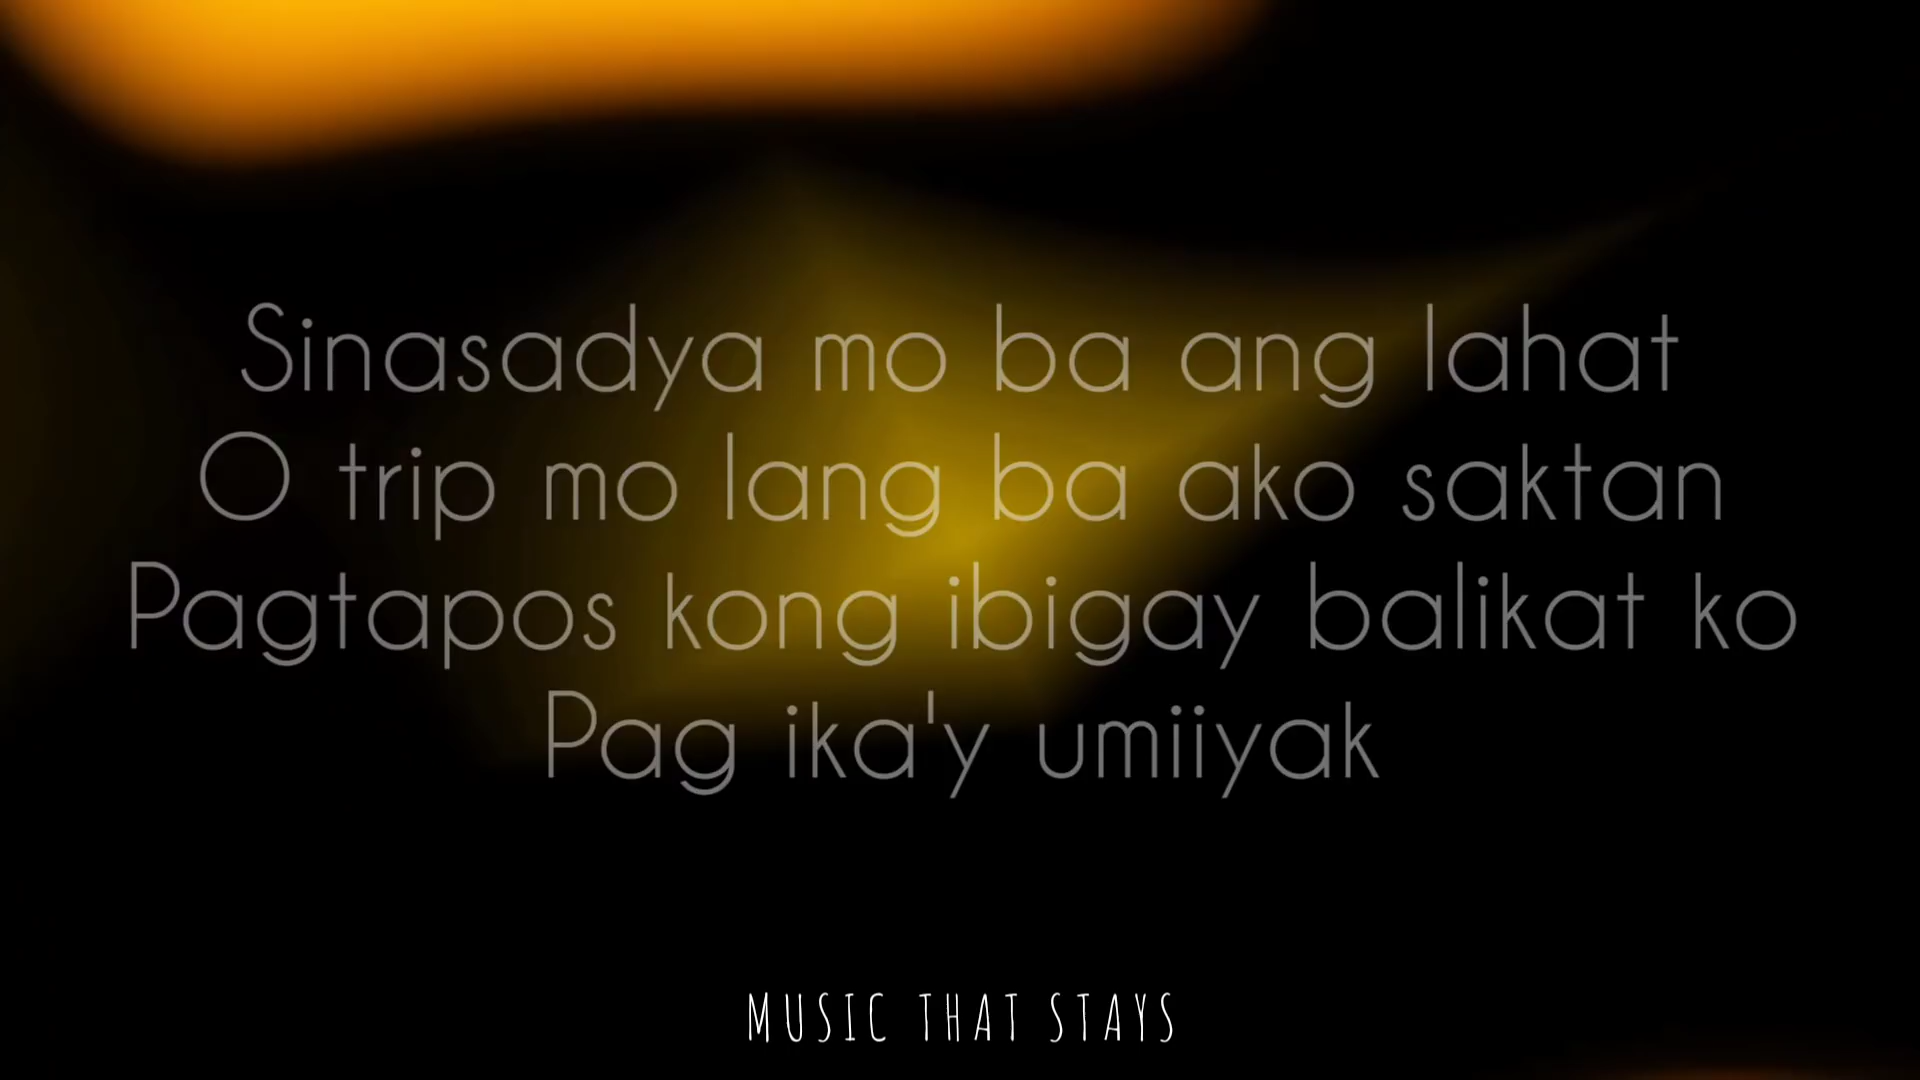 Sinasadya mo ba ang lahat
O trip mo lang ba ako saktan
Pagtapos kong ibigay balikat ko
Pag ika'y umiiyak
MUSIC THAT STAYS